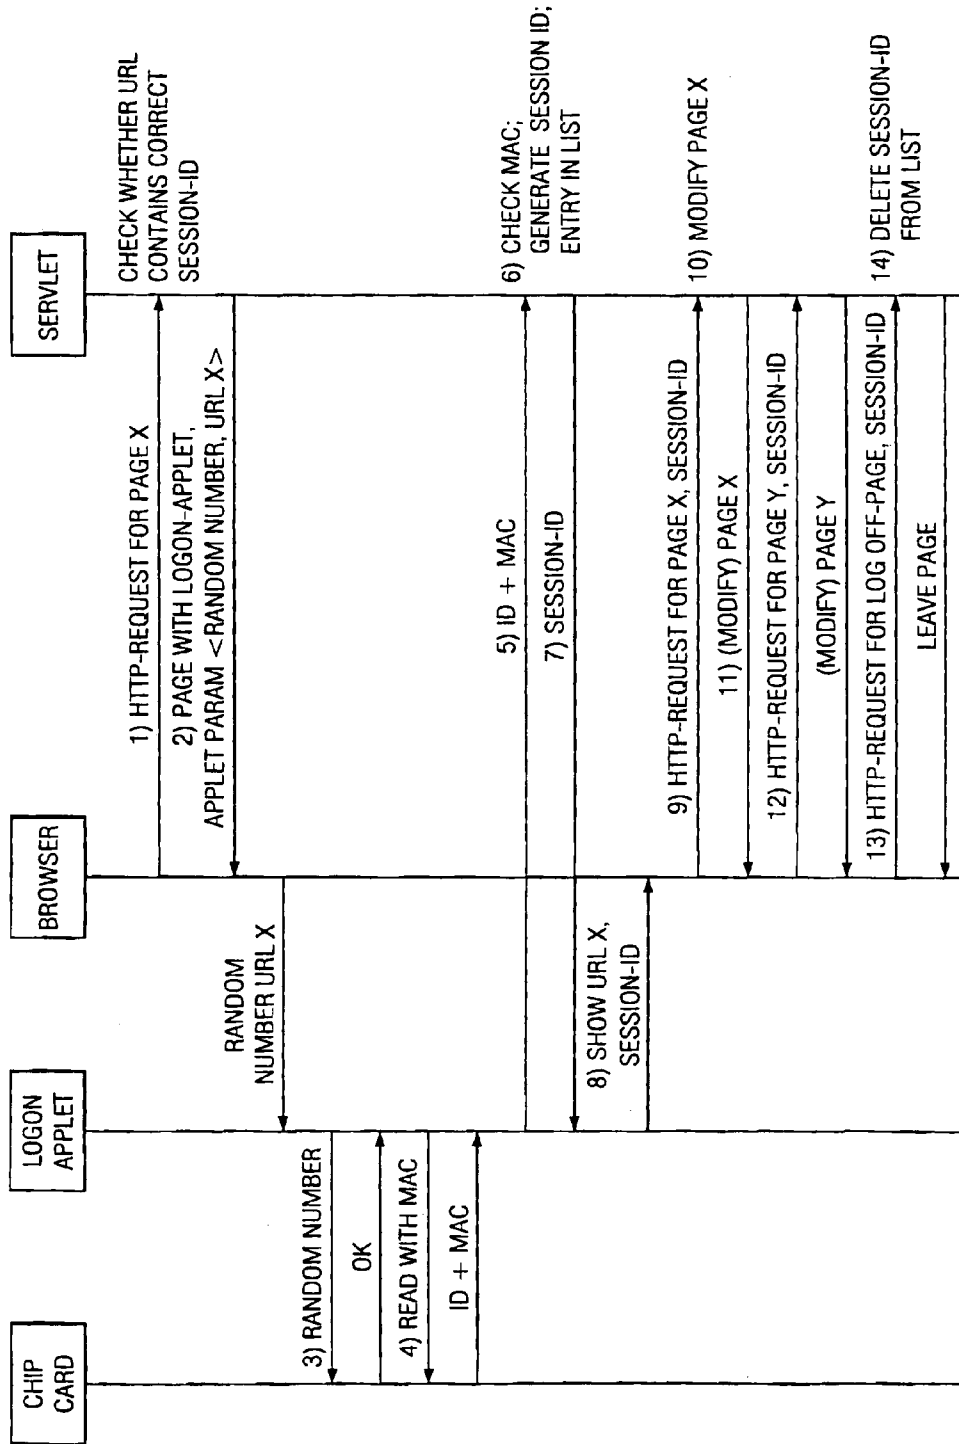 CHIP
CARD
LOGON
APPLET
BROWSER
SERVLET
1) HTTP-REQUEST FOR PAGE X
CHECK WHETHER URL
CONTAINS CORRECT
SESSION-ID
2) PAGE WITH LOGON-APPLET,
APPLET PARAM <RANDOM NUMBER, URL X>
RANDOM
NUMBER URL X
3) RANDOM NUMBER
OK
4) READ WITH MAC
ID + MAC
5) ID + MAC
6) CHECK MAC;
GENERATE SESSION ID;
ENTRY IN LIST
7) SESSION-ID
8) SHOW URL X,
SESSION-ID
9) HTTP-REQUEST FOR PAGE X, SESSION-ID
10) MODIFY PAGE X
11) (MODIFY) PAGE X
12) HTTP-REQUEST FOR PAGE Y, SESSION-ID
(MODIFY) PAGE Y
13) HTTP-REQUEST FOR LOG OFF-PAGE, SESSION-ID
14) DELETE SESSION-ID
FROM LIST
LEAVE PAGE